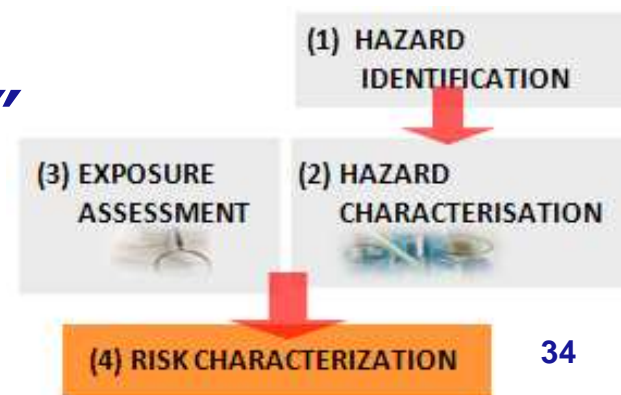 (1) HAZARD
IDENTIFICATION
”
(3) EXPOSURE
ASSESSMENT
(2) HAZARD
CHARACTERISATION
(4) RISK CHARACTERIZATION
34